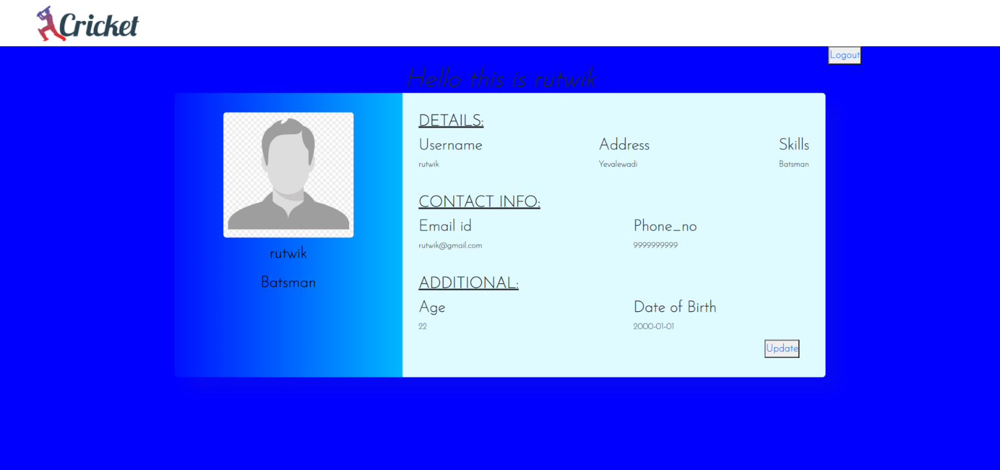 Cricket
Logout
Hello this is rutwik
rutwik
Batsman
DETAILS:
Username Address Skills
rutwik Yevalewadi Batsman
CONTACT INFO:
Email id Phone_no
rutwik@gmail.com 9999999999
ADDITIONAL:
Age Date of Birth
22 2000-01-01
Update